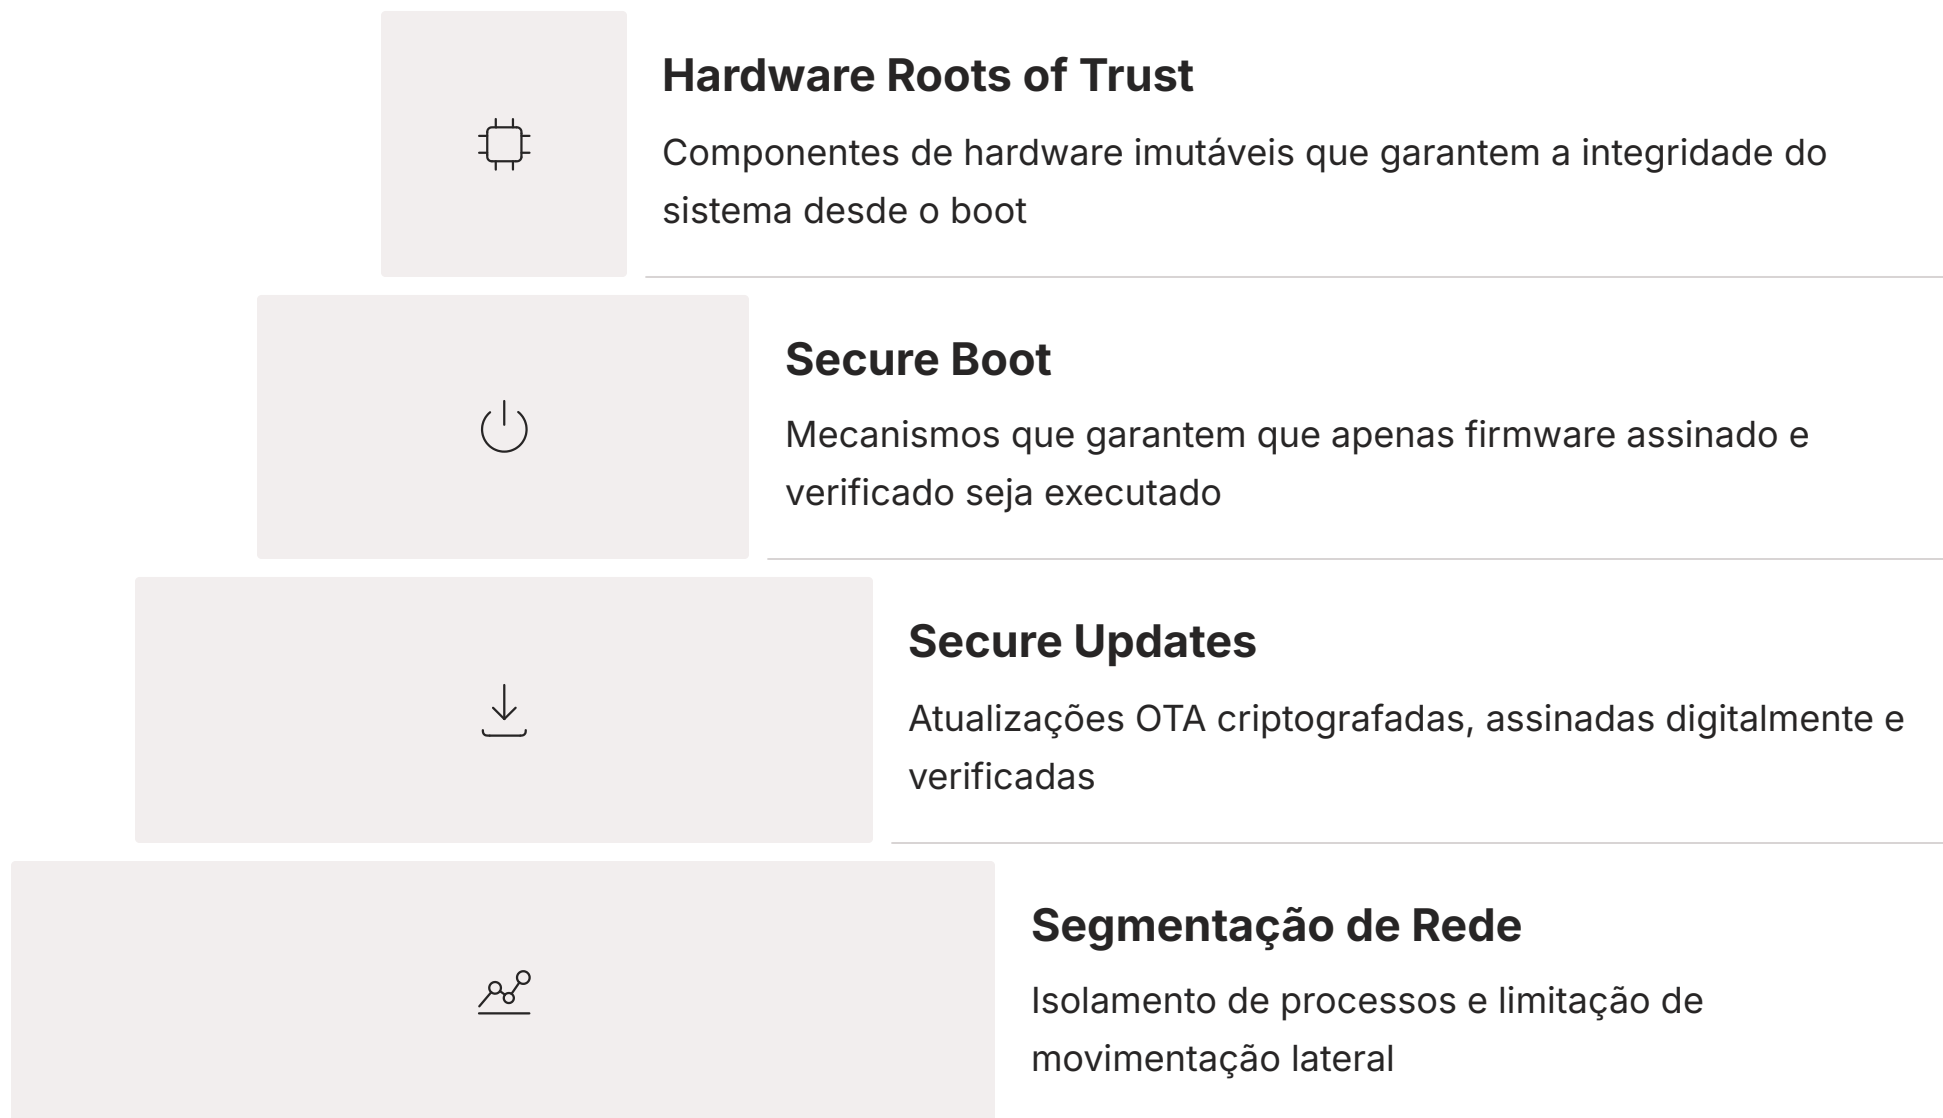 Hardware Roots of Trust
Componentes de hardware imutáveis que garantem a integridade do
sistema desde o boot
Secure Boot
Mecanismos que garantem que apenas firmware assinado e
verificado seja executado
Secure Updates
Atualizações OTA criptografadas, assinadas digitalmente e
verificadas
Segmentação de Rede
Isolamento de processos e limitação de
movimentação lateral